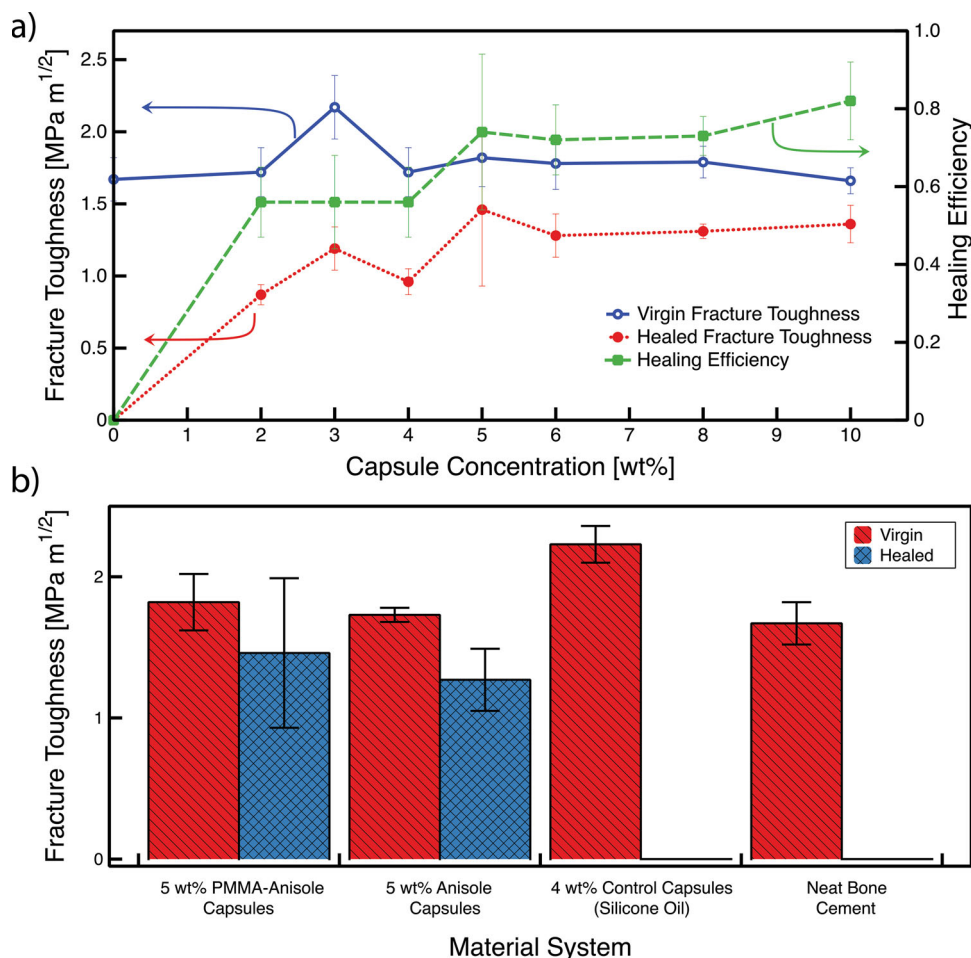 a)
Fracture Toughness [MPa m^1/2]
2.5
2.0
1.5
1.0
0.5
0
1.0
0.8
0.6
0.4
0.2
0
Healing Efficiency
Virgin Fracture Toughness
Healed Fracture Toughness
Healing Efficiency
0 1 2 3 4 5 6 7 8 9 10
Capsule Concentration [wt%]
b)
Fracture Toughness [MPa m^1/2]
2
1
0
Virgin
Healed
5 wt% PMMA-Anisole
Capsules
5 wt% Anisole
Capsules
4 wt% Control Capsules
(Silicone Oil)
Neat Bone
Cement
Material System